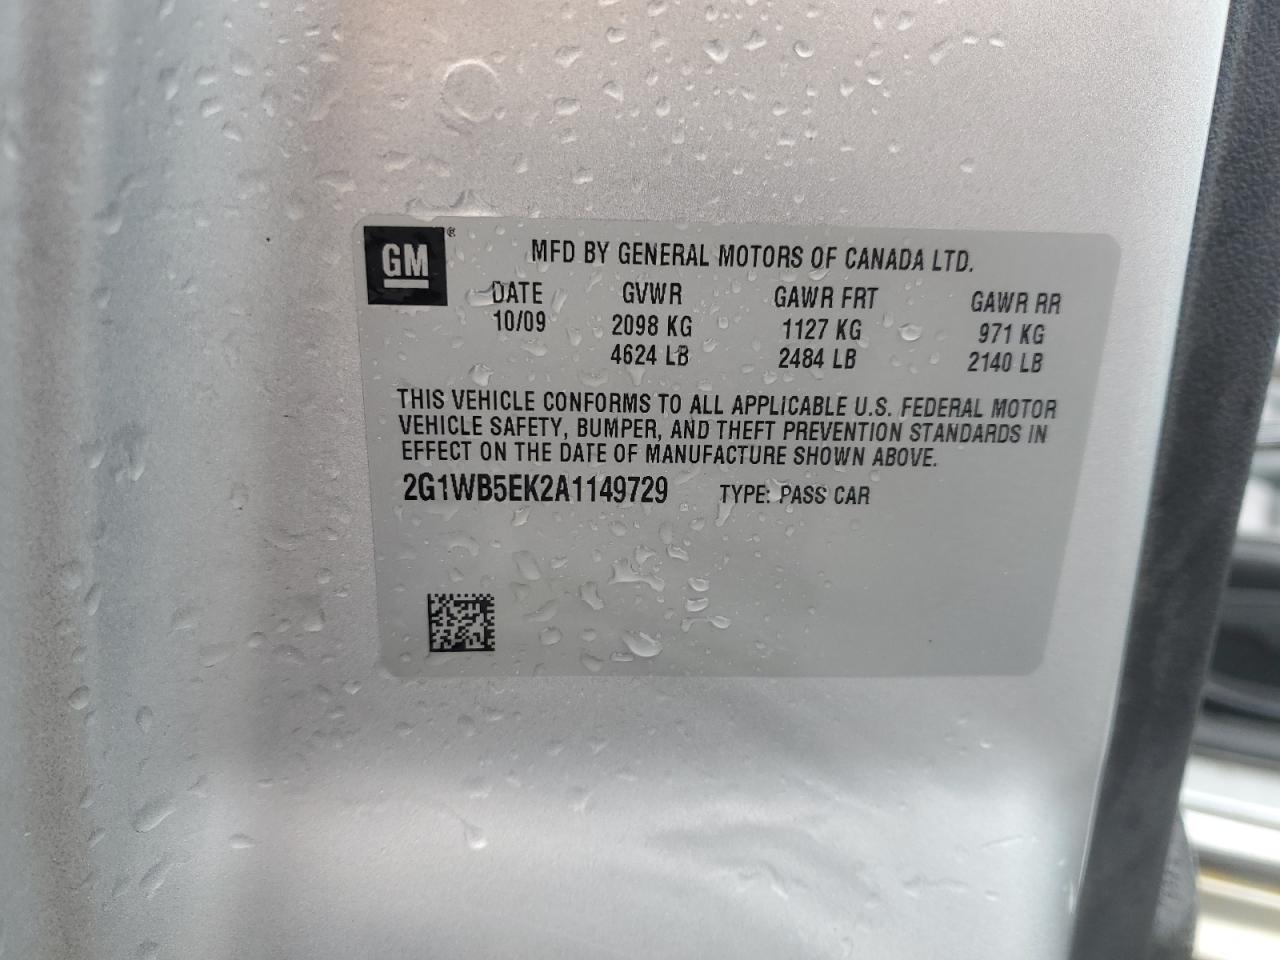 GM ®
MFD BY GENERAL MOTORS OF CANADA LTD.
DATE GVWR GAWR FRT GAWR RR
10/09 2098 KG 1127 KG 971 KG
4624 LB 2484 LB 2140 LB
THIS VEHICLE CONFORMS TO ALL APPLICABLE U.S. FEDERAL MOTOR
VEHICLE SAFETY, BUMPER, AND THEFT PREVENTION STANDARDS IN
EFFECT ON THE DATE OF MANUFACTURE SHOWN ABOVE.
2G1WB5EK2A1149729 TYPE: PASS CAR